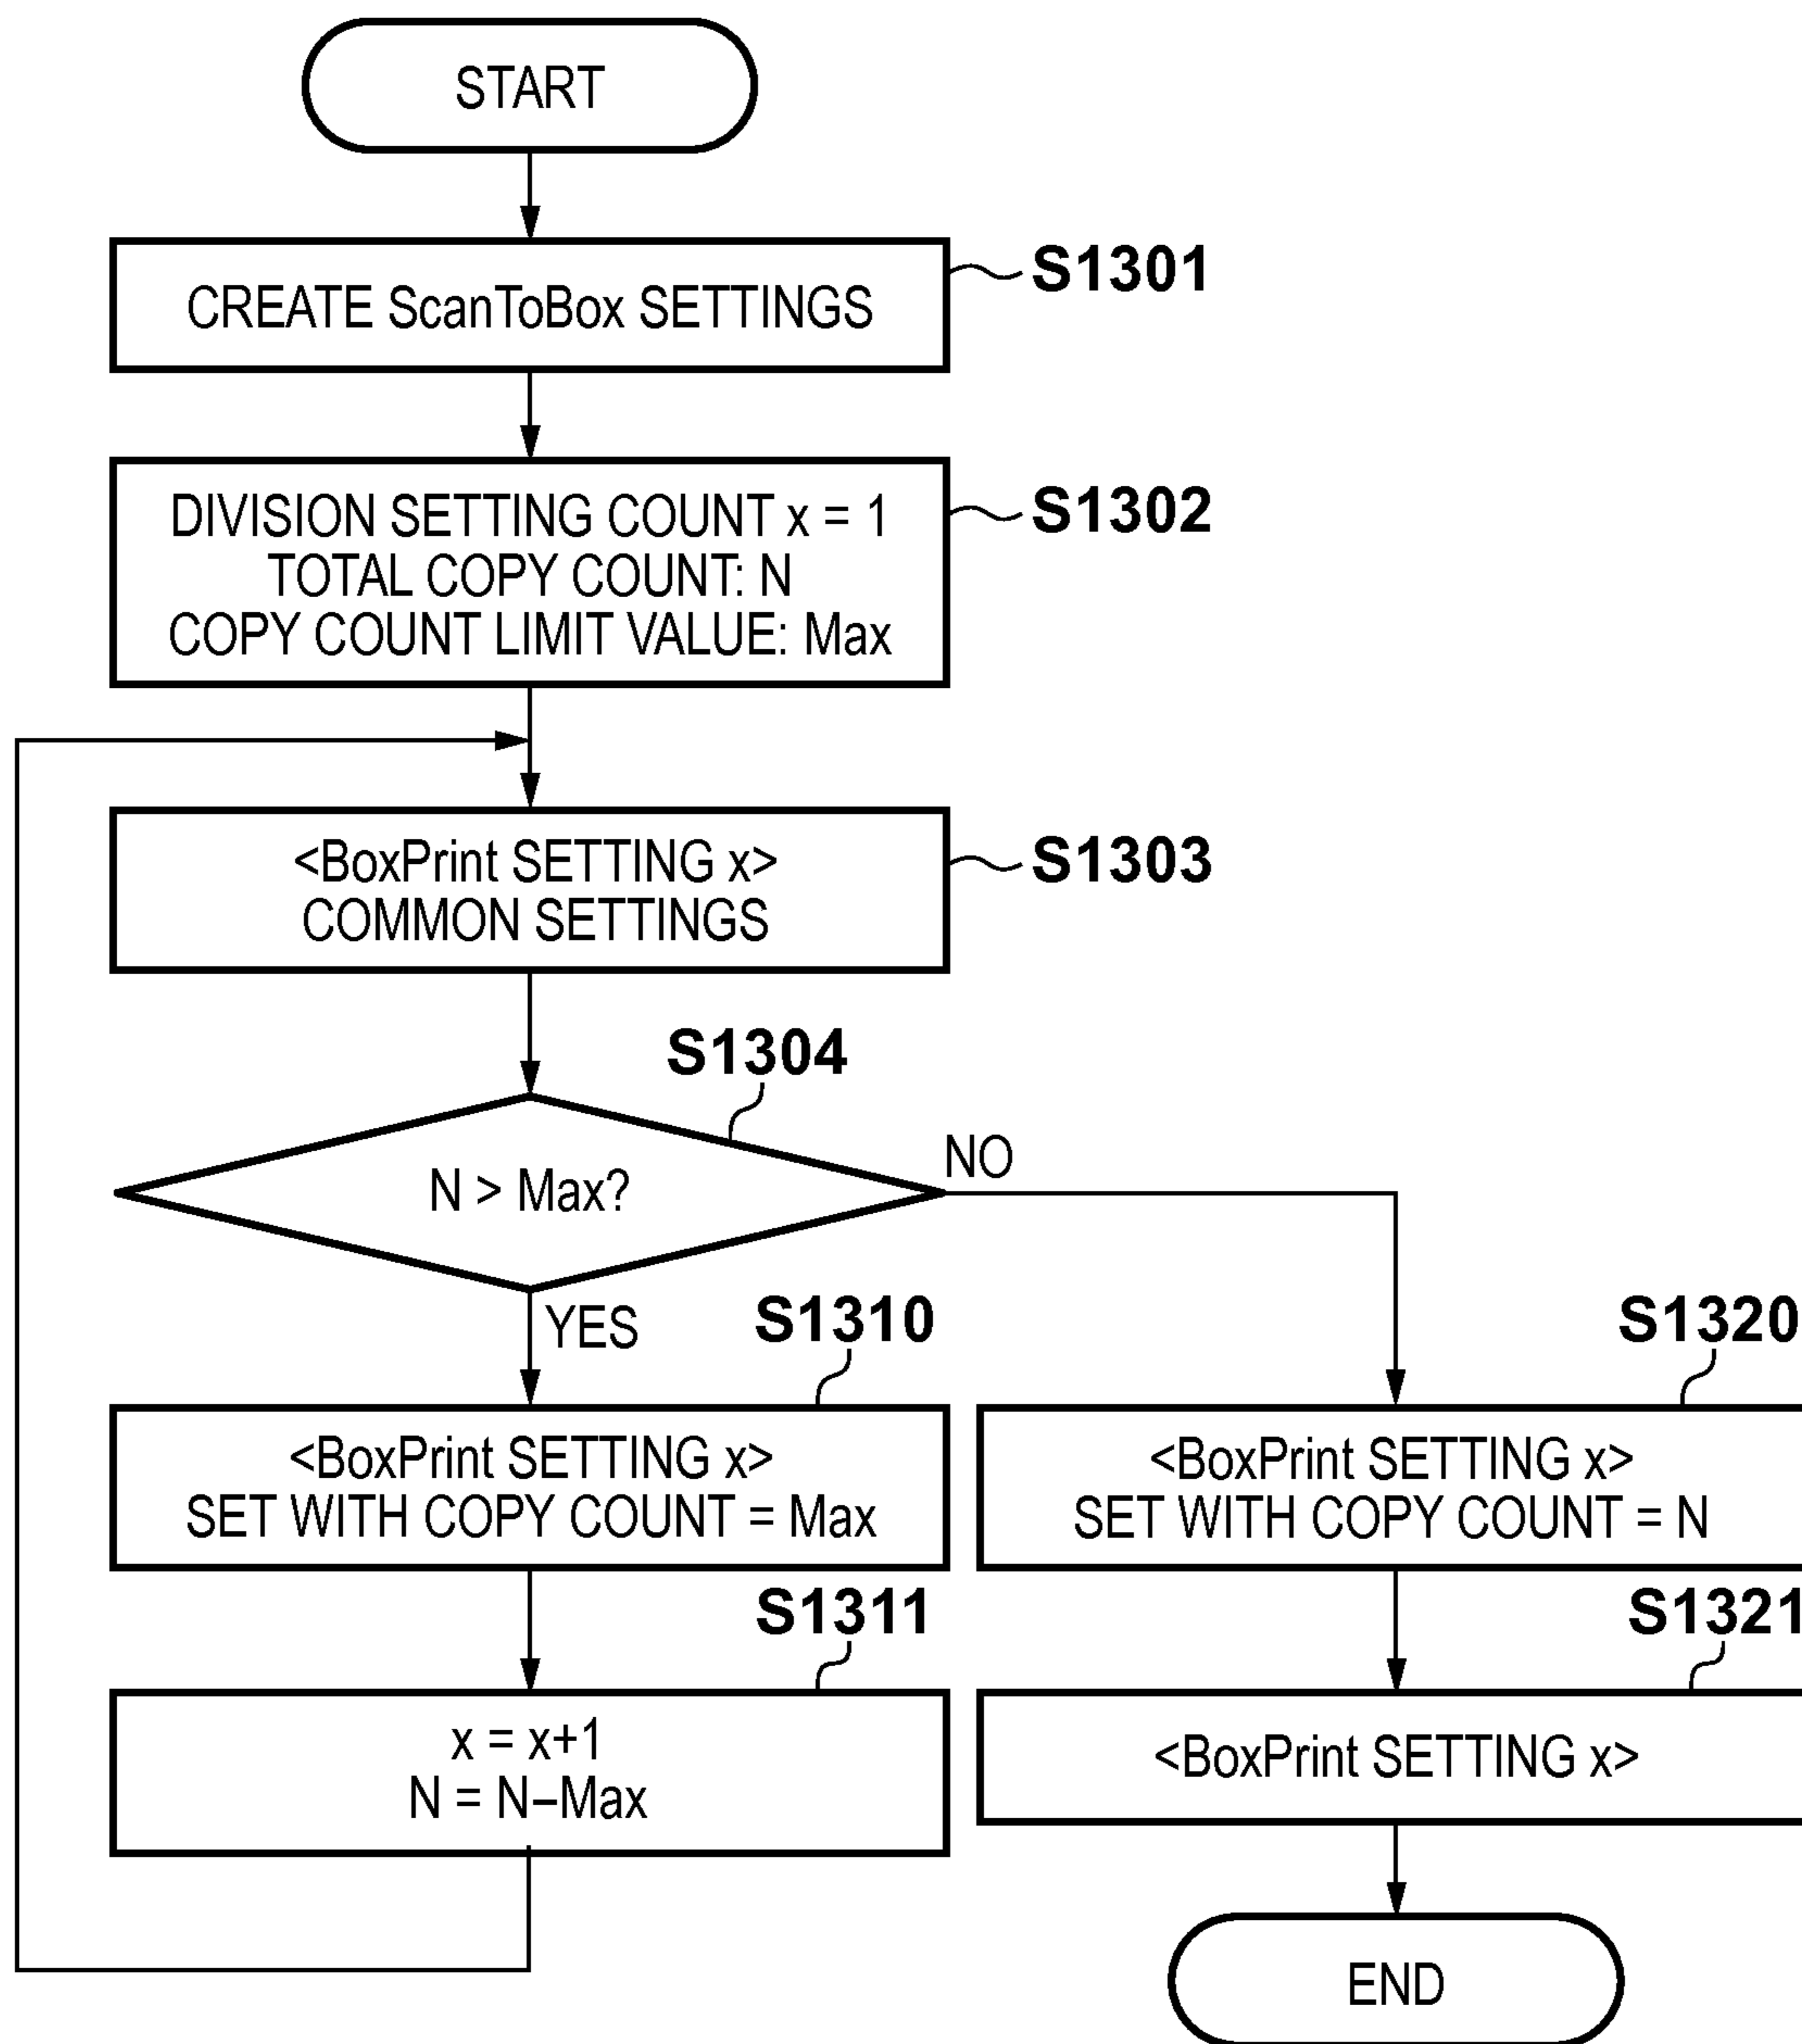 START
CREATE ScanToBox SETTINGS
S1301
DIVISION SETTING COUNT x = 1
TOTAL COPY COUNT: N
COPY COUNT LIMIT VALUE: Max
S1302
<BoxPrint SETTING x>
COMMON SETTINGS
S1303
S1304
N > Max?
NO
YES
S1310
<BoxPrint SETTING x>
SET WITH COPY COUNT = Max
S1320
<BoxPrint SETTING x>
SET WITH COPY COUNT = N
S1311
x = x+1
N = N–Max
S1321
<BoxPrint SETTING x>
END